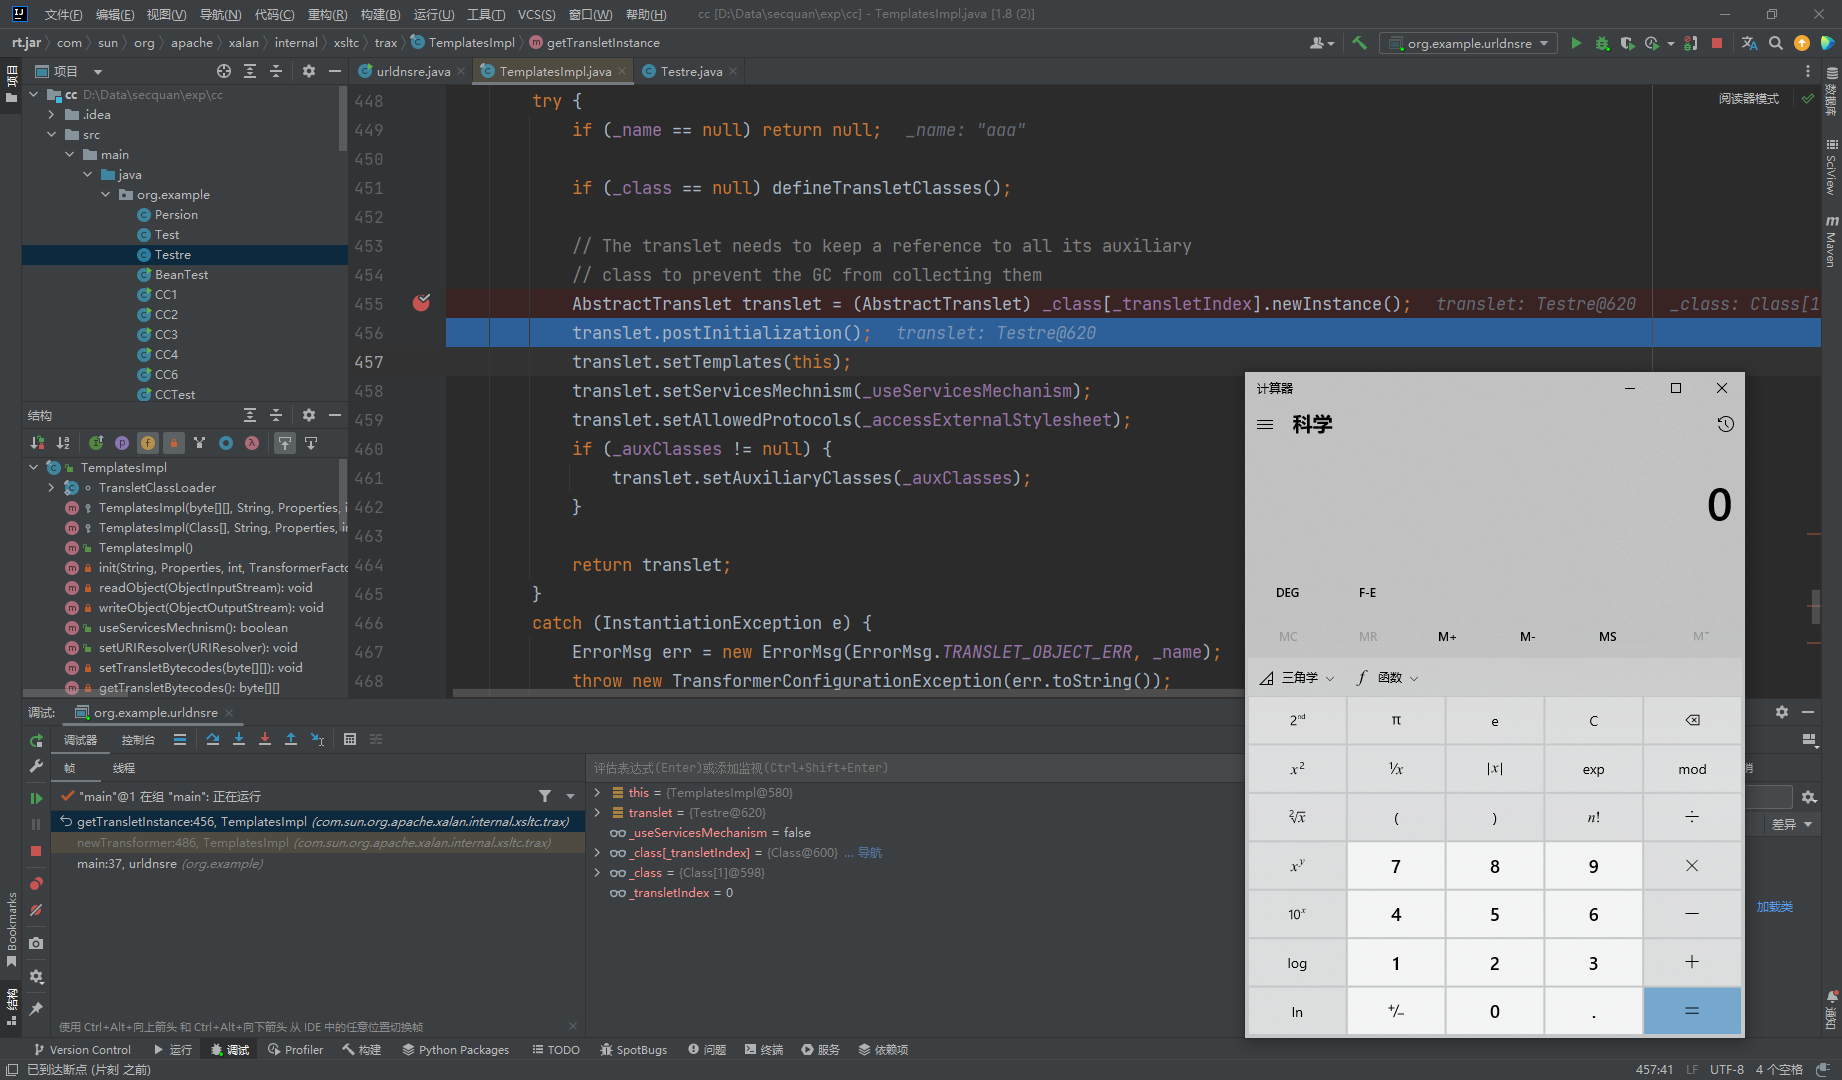 文件(F) 编辑(E) 视图(V) 导航(N) 代码(C) 重构(R) 构建(B) 运行(U) 工具(T) VCS(S) 窗口(W) 帮助(H) cc [D:\Data\secquan\exp\cc] - TemplatesImpl.java [1.8 (2)]
rt.jar com sun org apache xalan internal xsltc trax TemplatesImpl getTransletInstance
org.example.urldnsre
项目
项目
urldnsre.java TemplatesImpl.java Testre.java
cc D:\Data\secquan\exp\cc
.idea
src
main
java
org.example
Persion
Test
Testre
BeanTest
CC1
CC2
CC3
CC4
CC6
CCTest
阅读器模式
数据库
SciView
Maven
448 try {
449 if (_name == null) return null; _name: "aaa"
450
451 if (_class == null) defineTransletClasses();
452
453 // The translet needs to keep a reference to all its auxiliary
454 // class to prevent the GC from collecting them
455 AbstractTranslet translet = (AbstractTranslet) _class[_transletIndex].newInstance(); translet: Testre@620 _class: Class[1
456 translet.postInitialization(); translet: Testre@620
457 translet.setTemplates(this);
458 translet.setServicesMechnism(_useServicesMechanism);
459 translet.setAllowedProtocols(_accessExternalStylesheet);
460 if (_auxClasses != null) {
461 translet.setAuxiliaryClasses(_auxClasses);
462 }
463
464 return translet;
465 }
466 catch (InstantiationException e) {
467 ErrorMsg err = new ErrorMsg(ErrorMsg.TRANSLET_OBJECT_ERR, _name);
468 throw new TransformerConfigurationException(err.toString());
结构
TemplatesImpl
TransletClassLoader
TemplatesImpl(byte[][], String, Properties, i
TemplatesImpl(Class[], String, Properties, in
TemplatesImpl()
init(String, Properties, int, TransformerFacto
readObject(ObjectInputStream): void
writeObject(ObjectOutputStream): void
useServicesMechnism(): boolean
setURIResolver(URIResolver): void
setTransletBytecodes(byte[][]): void
getTransletBytecodes(): byte[][]
计算器
科学
0
DEG F-E
MC MR M+ M- MS M˅
三角学 f 函数
2ⁿᵈ π e C
x² ¹/x |x| exp mod
²√x ( ) n! ÷
xʸ 7 8 9 ×
10ˣ 4 5 6 −
log 1 2 3 +
ln +/− 0 . =
调试: org.example.urldnsre
调试器 控制台
帧 线程
"main"@1 在组 "main": 正在运行
getTransletInstance:456, TemplatesImpl (com.sun.org.apache.xalan.internal.xsltc.trax)
newTransformer:486, TemplatesImpl (com.sun.org.apache.xalan.internal.xsltc.trax)
main:37, urldnsre (org.example)
评估表达式(Enter)或添加监视(Ctrl+Shift+Enter)
this = {TemplatesImpl@580}
translet = {Testre@620}
_useServicesMechanism = false
_class[_transletIndex] = {Class@600} ... 导航
_class = {Class[1]@598}
_transletIndex = 0
差异
加载类
通知
Bookmarks
结构
使用 Ctrl+Alt+向上箭头 和 Ctrl+Alt+向下箭头 从 IDE 中的任意位置切换帧
Version Control 运行 调试 Profiler 构建 Python Packages TODO SpotBugs 问题 终端 服务 依赖项
已到达断点 (片刻 之前)
457:41 LF UTF-8 4 个空格